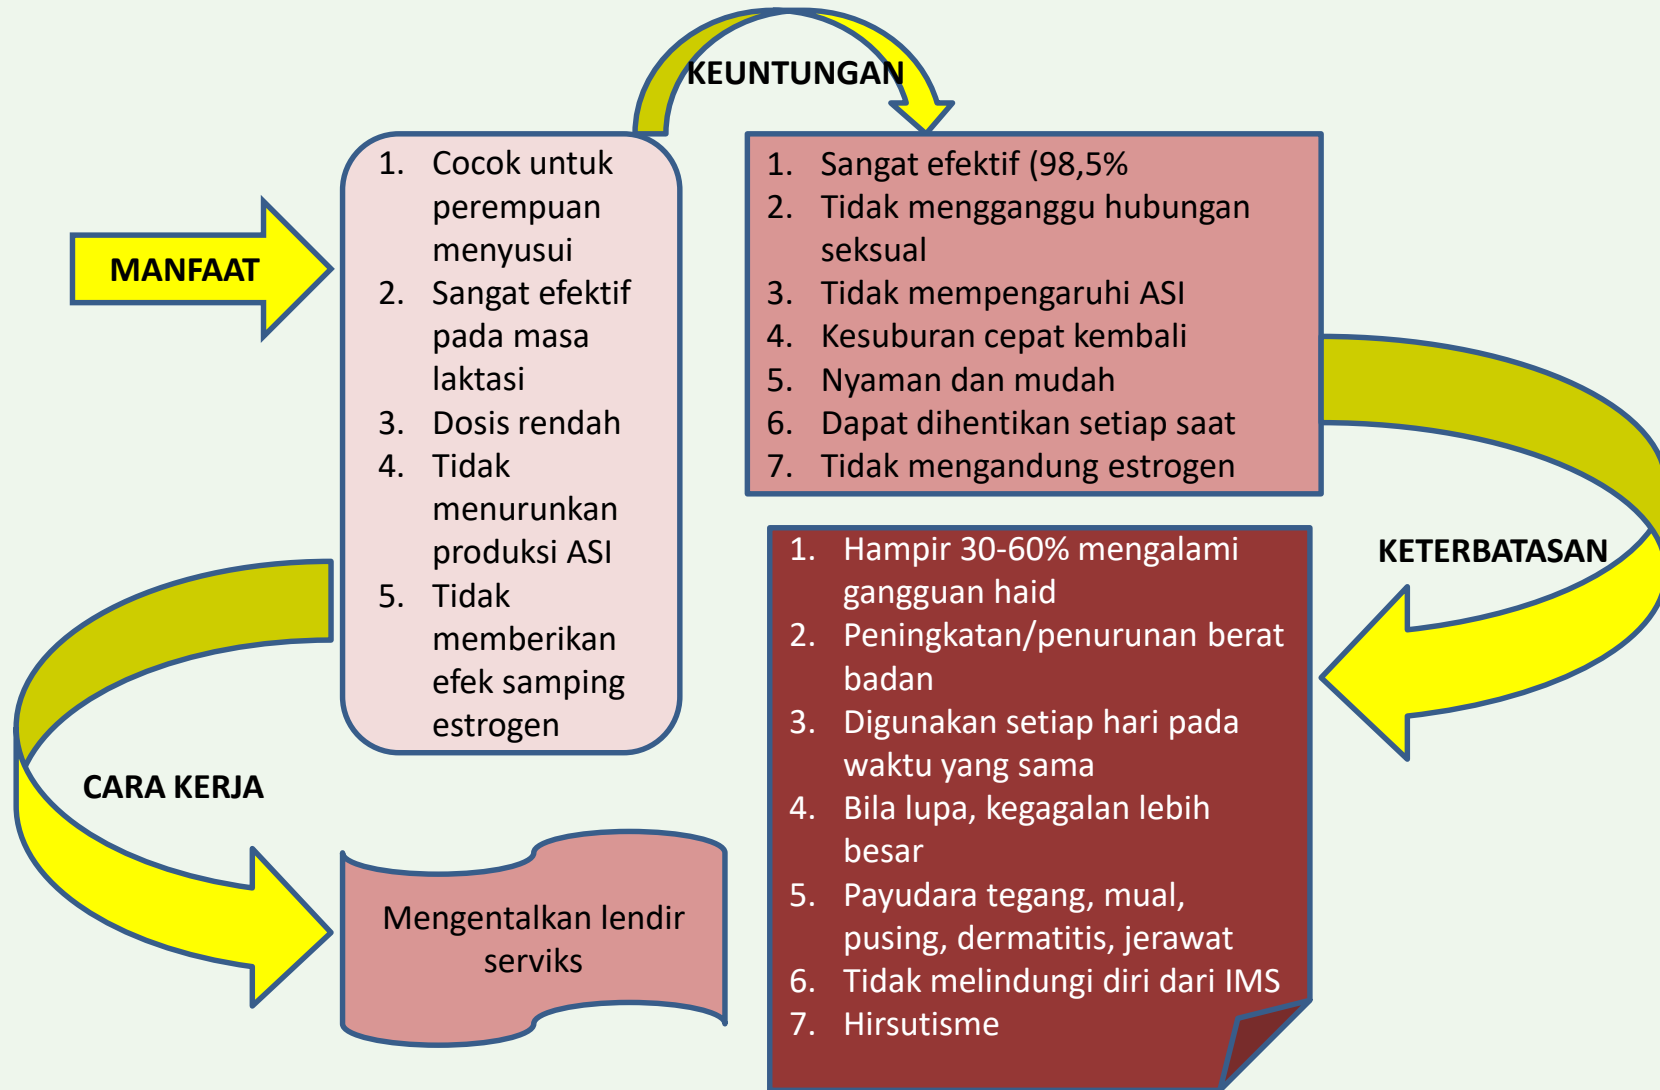 MANFAAT
1. Cocok untuk
perempuan
menyusui
2. Sangat efektif
pada masa
laktasi
3. Dosis rendah
4. Tidak
menurunkan
produksi ASI
5. Tidak
memberikan
efek samping
estrogen
KEUNTUNGAN
1. Sangat efektif (98,5%
2. Tidak mengganggu hubungan
seksual
3. Tidak mempengaruhi ASI
4. Kesuburan cepat kembali
5. Nyaman dan mudah
6. Dapat dihentikan setiap saat
7. Tidak mengandung estrogen
KETERBATASAN
1. Hampir 30-60% mengalami
gangguan haid
2. Peningkatan/penurunan berat
badan
3. Digunakan setiap hari pada
waktu yang sama
4. Bila lupa, kegagalan lebih
besar
5. Payudara tegang, mual,
pusing, dermatitis, jerawat
6. Tidak melindungi diri dari IMS
7. Hirsutisme
CARA KERJA
Mengentalkan lendir
serviks